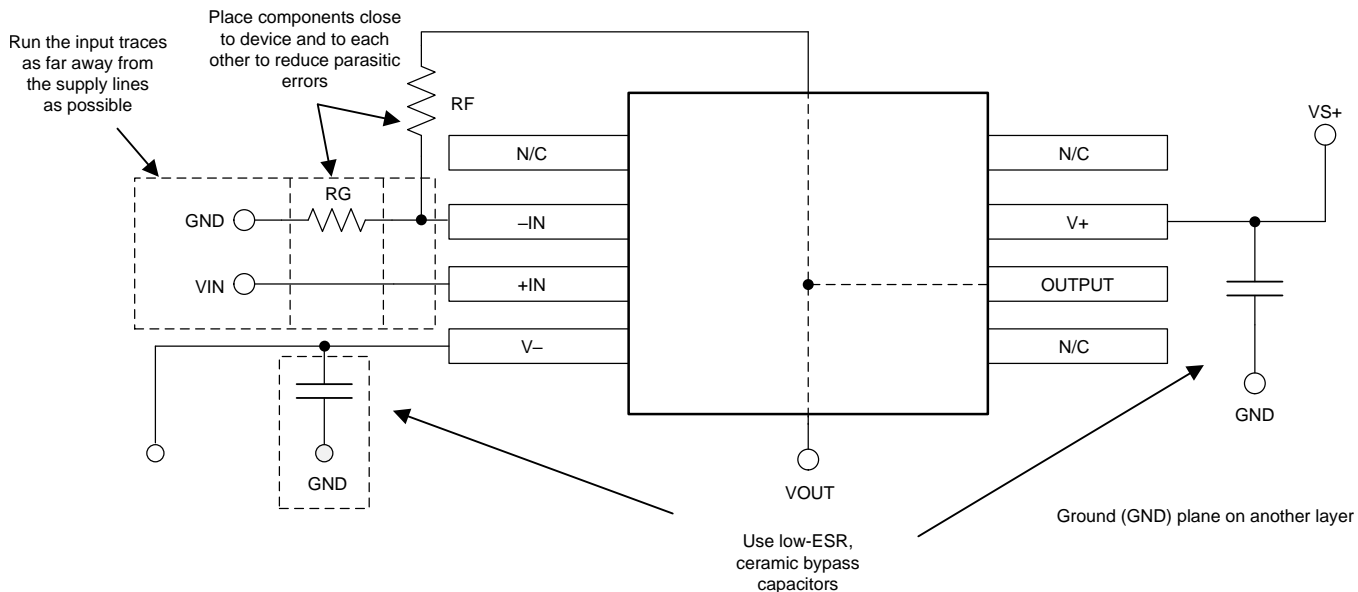 Place components close
to device and to each
other to reduce parasitic
errors
Run the input traces
as far away from
the supply lines
as possible
RF
VS+
N/C
N/C
RG
GND
–IN
V+
VIN
+IN
OUTPUT
V–
N/C
GND
GND
VOUT
Ground (GND) plane on another layer
Use low-ESR,
ceramic bypass
capacitors